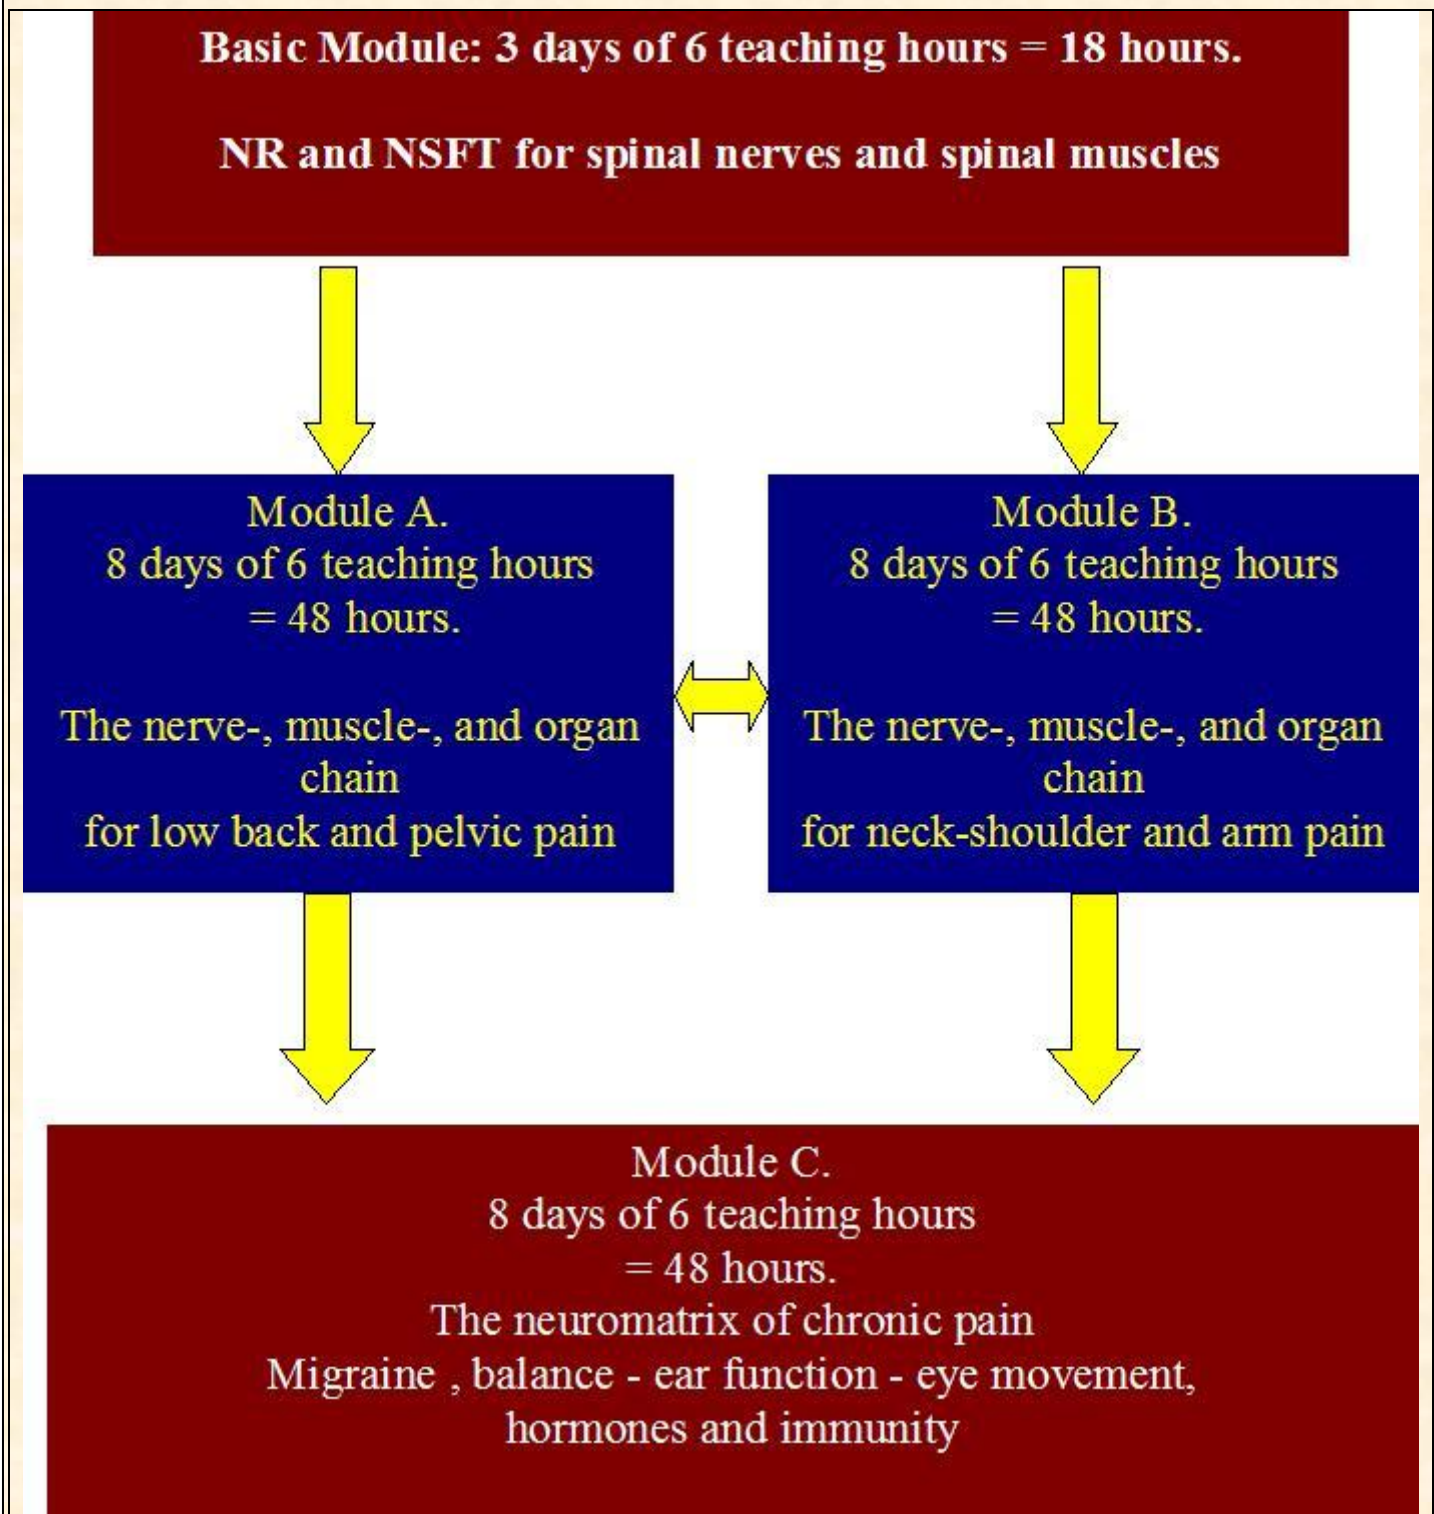 Basic Module: 3 days of 6 teaching hours = 18 hours.
NR and NSFT for spinal nerves and spinal muscles
Module A.
8 days of 6 teaching hours
= 48 hours.
The nerve-, muscle-, and organ
chain
for low back and pelvic pain
Module B.
8 days of 6 teaching hours
= 48 hours.
The nerve-, muscle-, and organ
chain
for neck-shoulder and arm pain
Module C.
8 days of 6 teaching hours
= 48 hours.
The neuromatrix of chronic pain
Migraine , balance - ear function - eye movement,
hormones and immunity